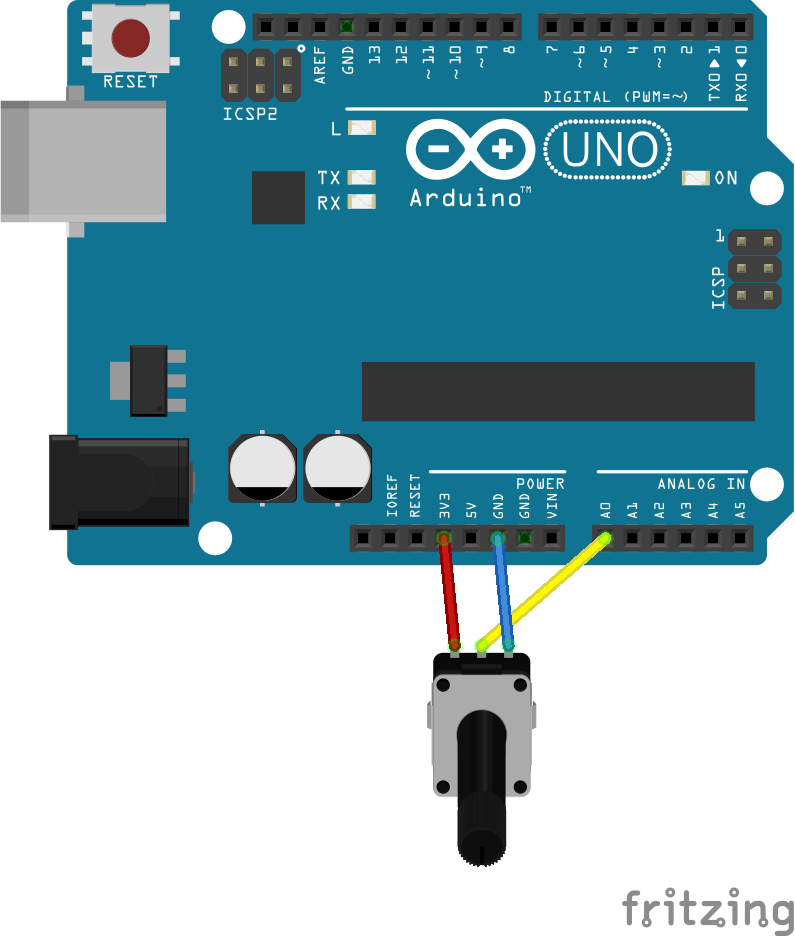 RESET
ICSP2
AREF
GND
13
12
~11
~10
~9
8
7
~6
~5
4
~3
2
TX0▶1
RX0◀0
DIGITAL (PWM=~)
L
TX
RX
Arduino™
UNO
ON
1
ICSP
POWER
ANALOG IN
IOREF
RESET
3V3
5V
GND
GND
VIN
A0
A1
A2
A3
A4
A5
fritzing